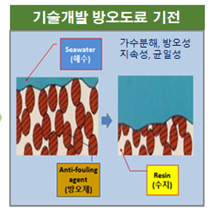 기술개발 방오도료 기전
Seawater
(해수)
가수분해, 방오성
지속성, 균일성
Anti-fouling
agent
(방오제)
Resin
(수지)